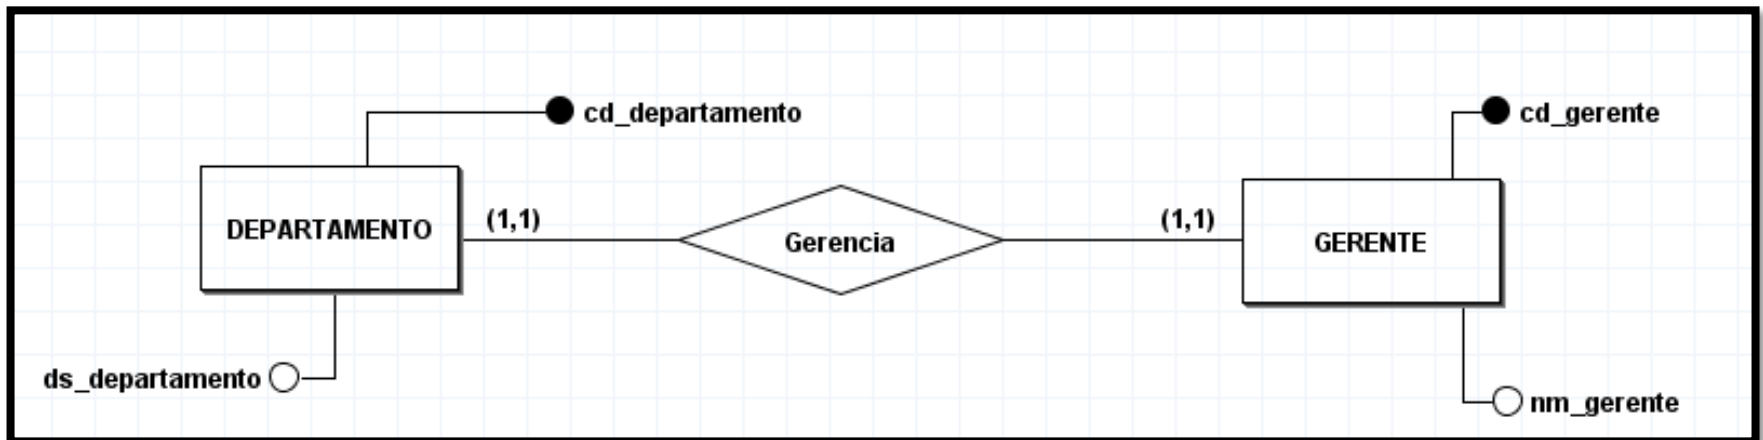 cd_departamento
cd_gerente
DEPARTAMENTO
(1,1)
Gerencia
(1,1)
GERENTE
ds_departamento
nm_gerente